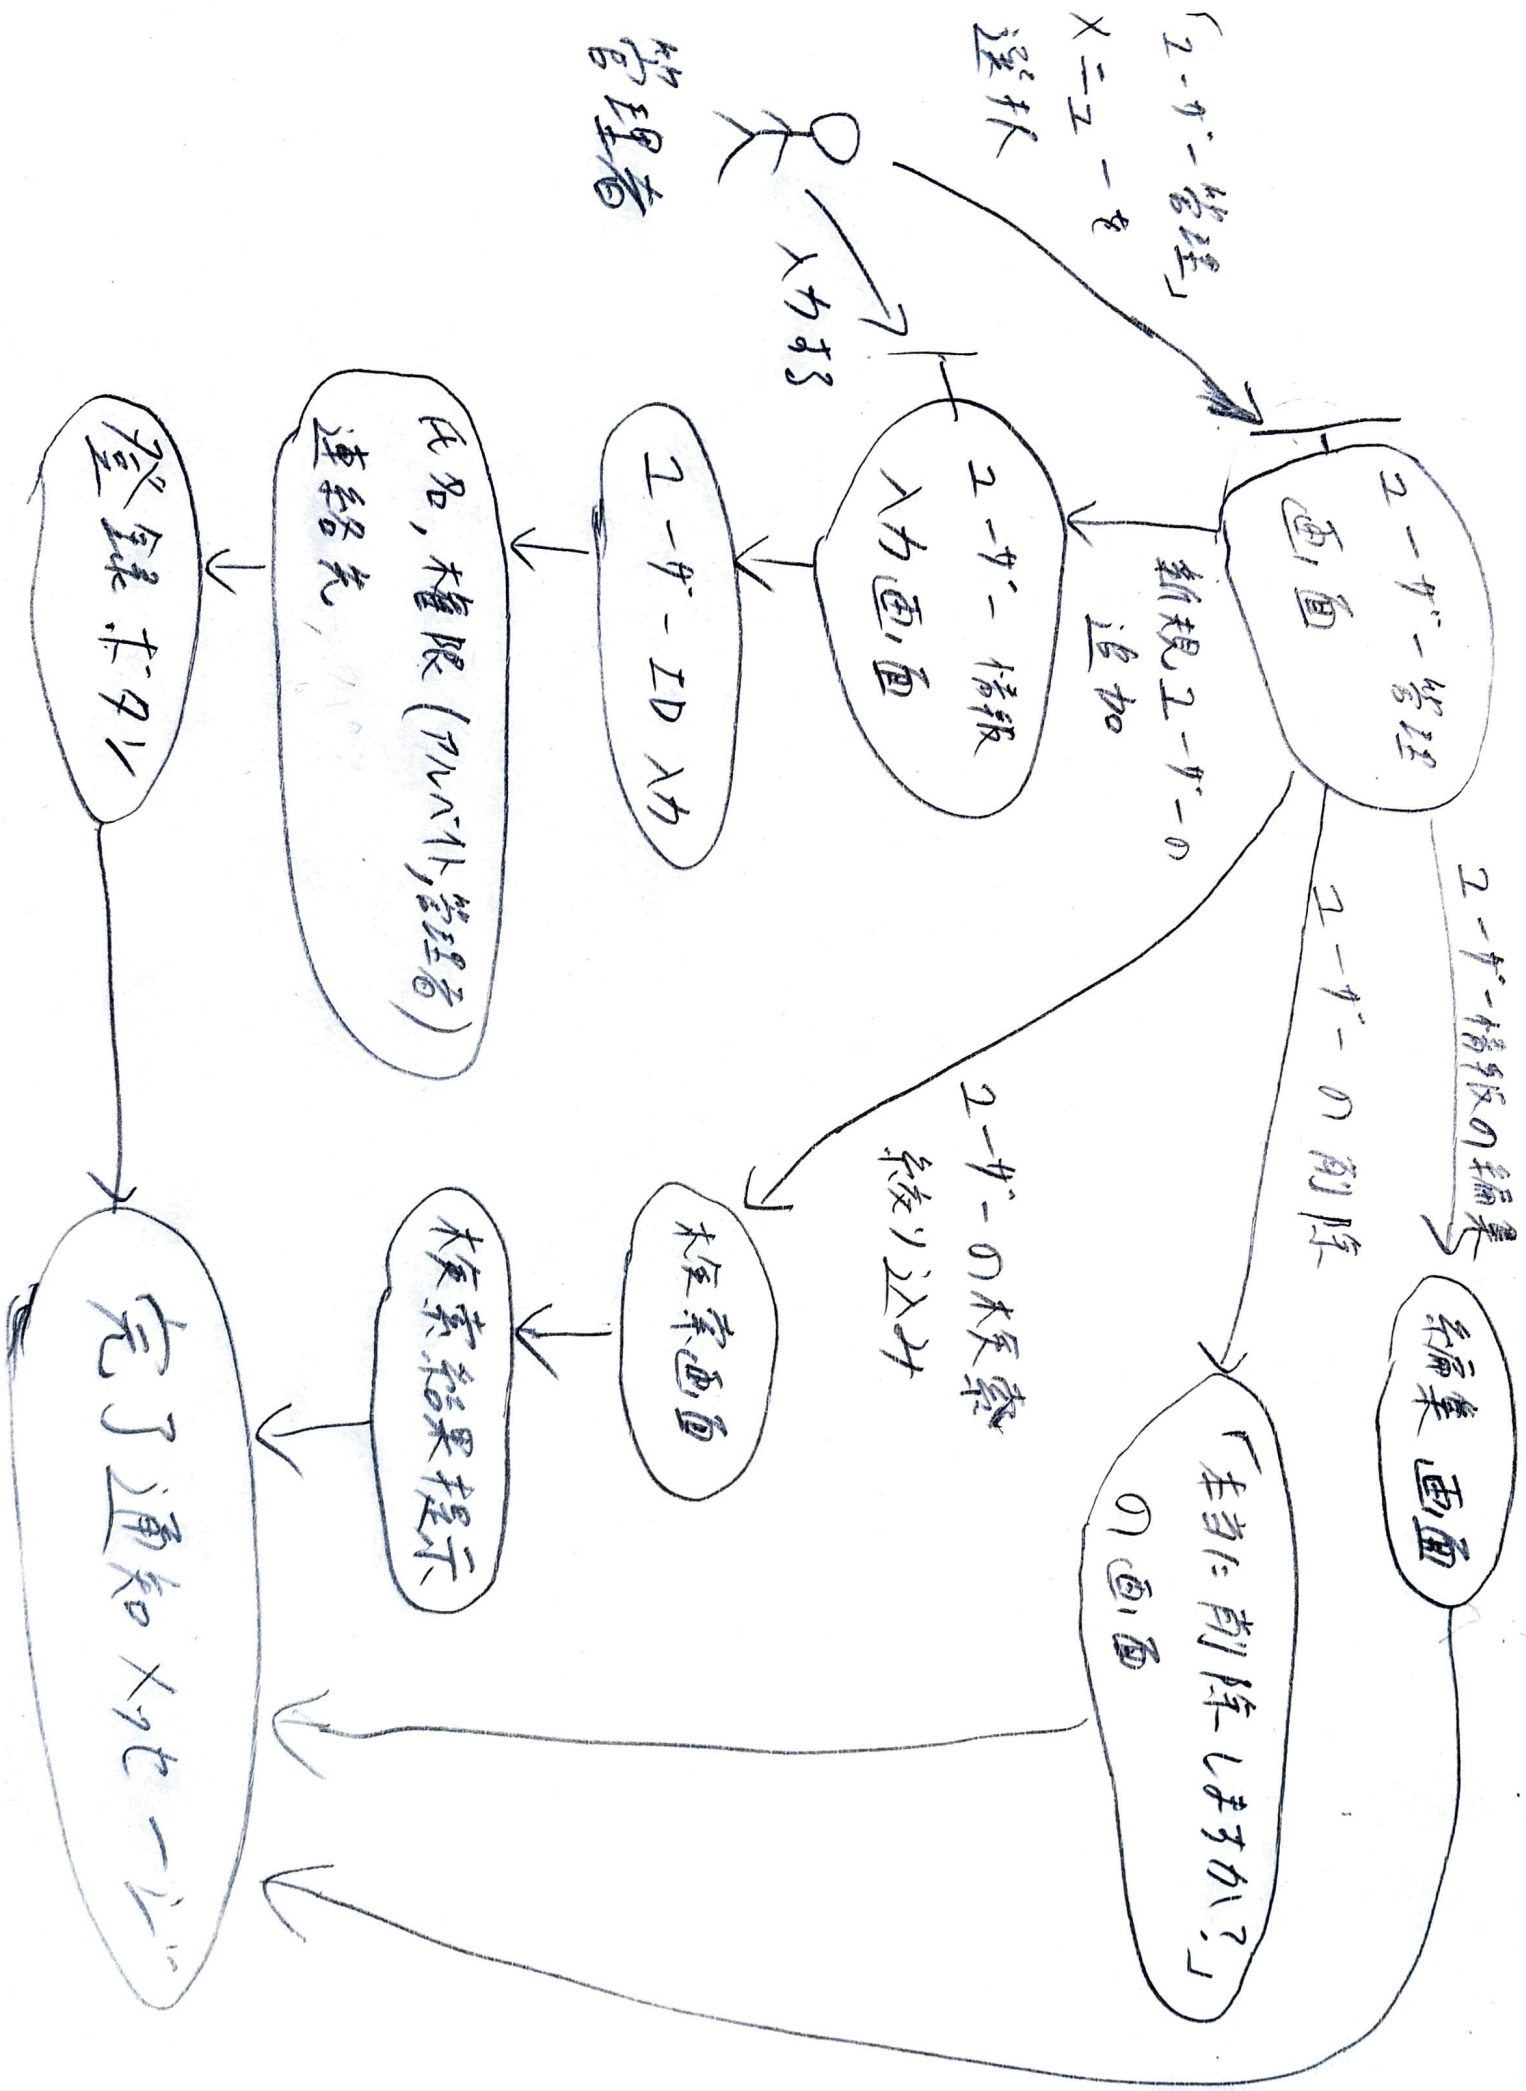 「ユーザー管理」
メニューを
選択
管理者
入力する
ユーザー管理
画面
新規ユーザーの
追加
ユーザー情報
入力画面
ユーザーID入力
氏名,権限(アルバイト,管理者)
連絡先,
登録ボタン
ユーザー情報の編集
編集画面
ユーザーの削除
「本当に削除しますか?」
の画面
ユーザーの検索
絞り込み
検索画面
検索結果提示
完了通知メッセージ